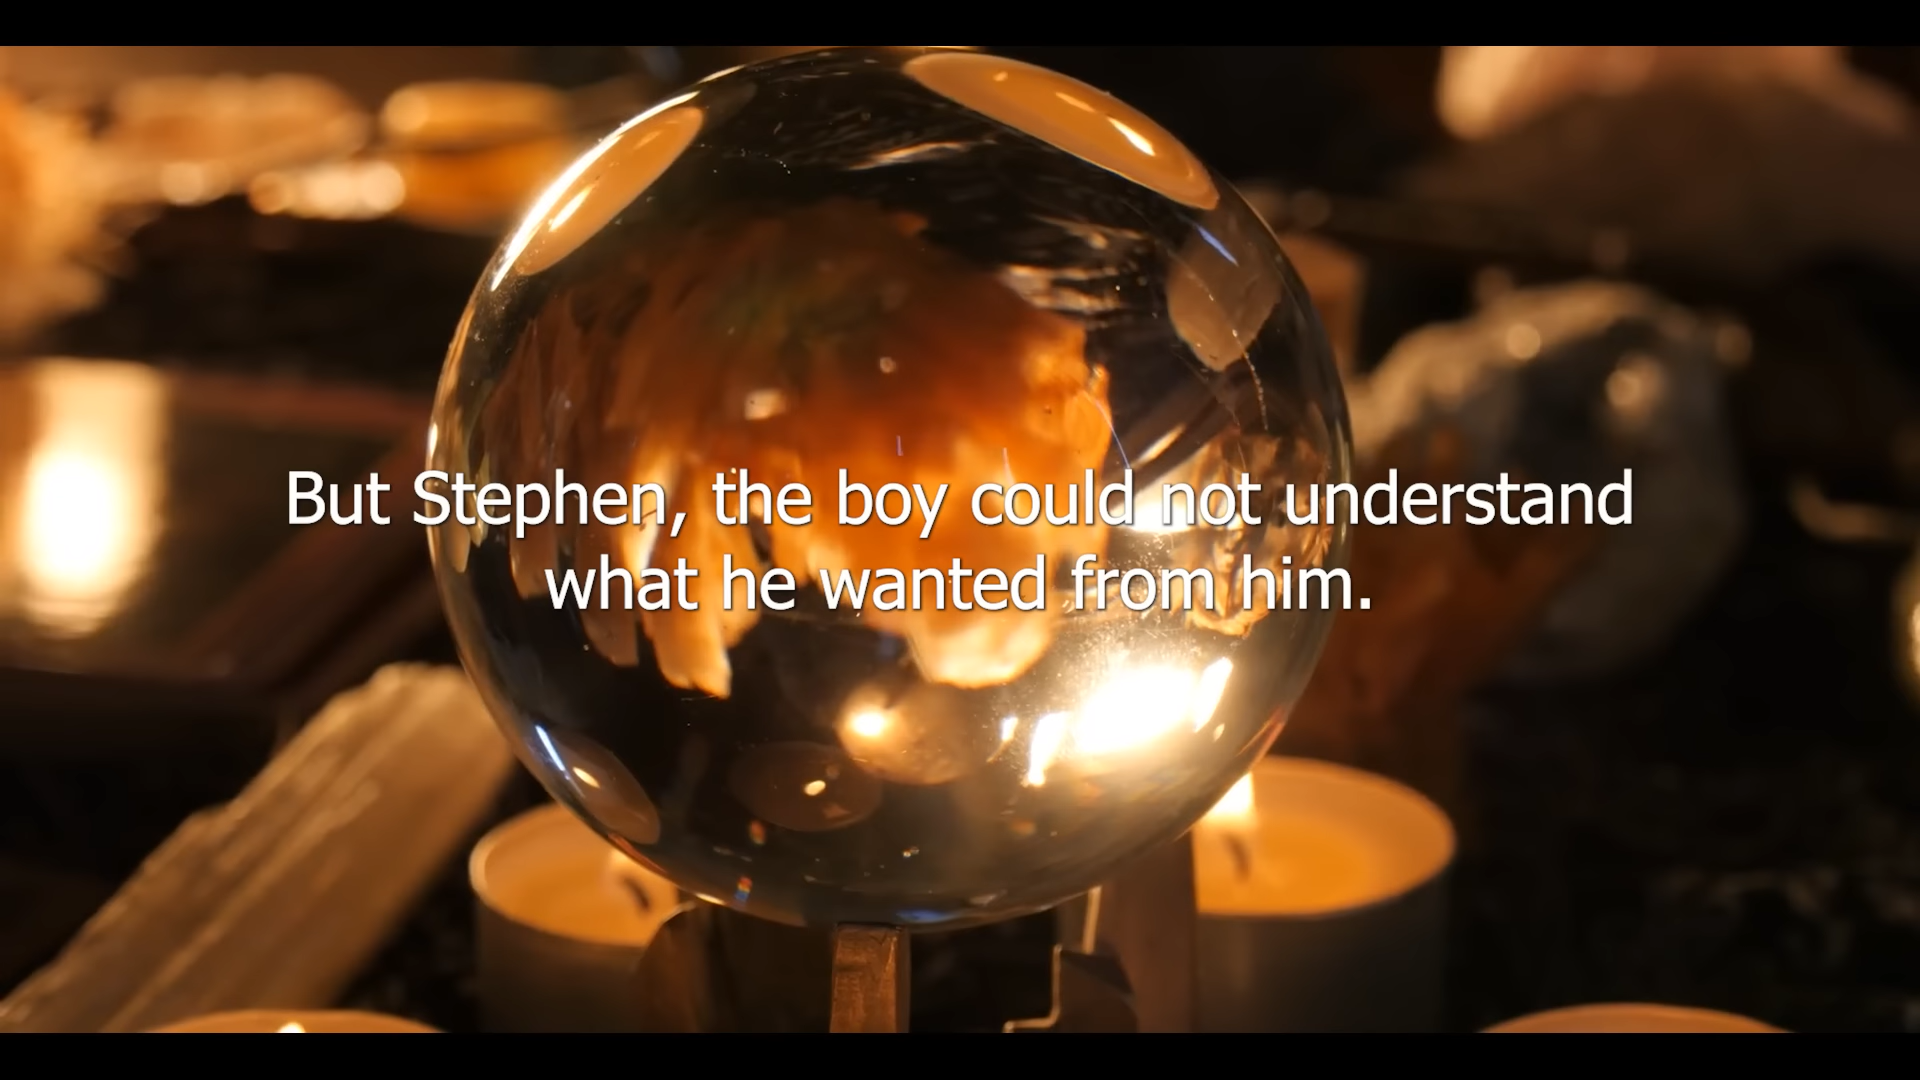 But Stephen, the boy could not understand
what he wanted from him.